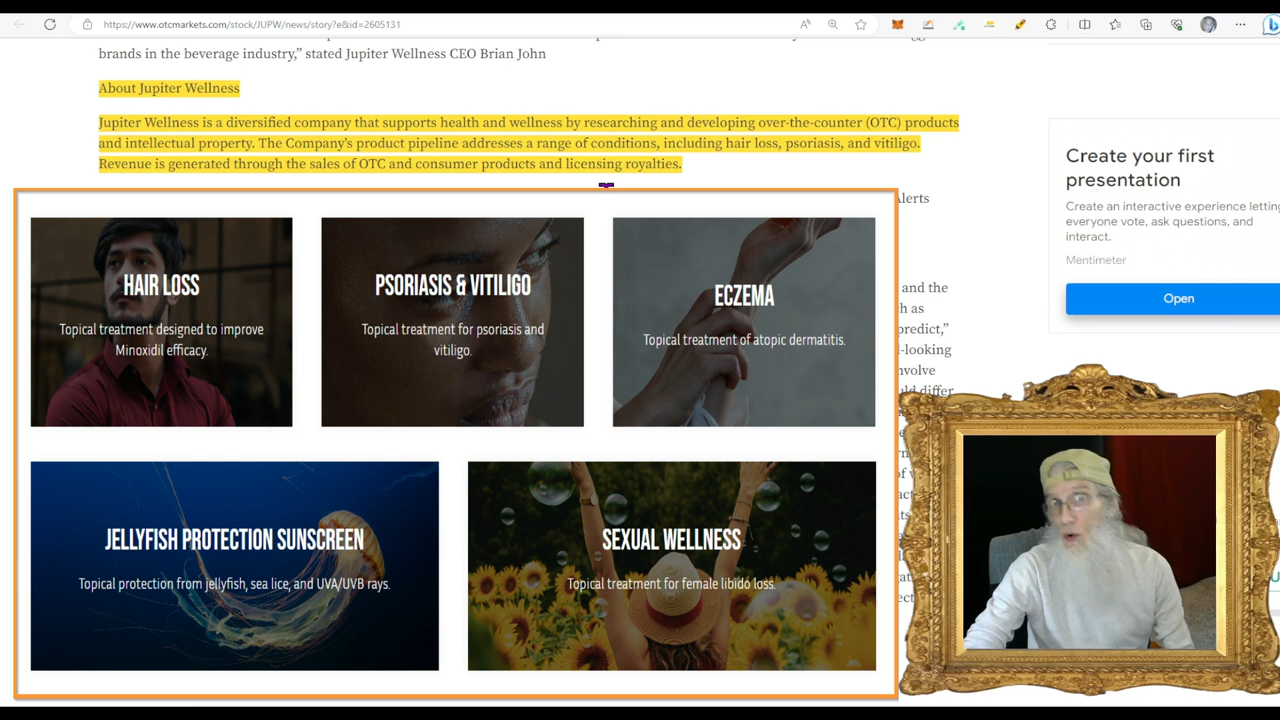 https://www.otcmarkets.com/stock/JUPW/news/story?e&id=2605131
brands in the beverage industry,” stated Jupiter Wellness CEO Brian John
About Jupiter Wellness
Jupiter Wellness is a diversified company that supports health and wellness by researching and developing over-the-counter (OTC) products
and intellectual property. The Company's product pipeline addresses a range of conditions, including hair loss, psoriasis, and vitiligo.
Revenue is generated through the sales of OTC and consumer products and licensing royalties.
Alerts
HAIR LOSS
Topical treatment designed to improve
Minoxidil efficacy.
PSORIASIS & VITILIGO
Topical treatment for psoriasis and
vitiligo.
ECZEMA
Topical treatment of atopic dermatitis.
JELLYFISH PROTECTION SUNSCREEN
Topical protection from jellyfish, sea lice, and UVA/UVB rays.
SEXUAL WELLNESS
Topical treatment for female libido loss.
and the
as
predict,”
looking
differ
Create your first
presentation
Create an interactive experience letting
everyone vote, ask questions, and
interact.
Mentimeter
Open